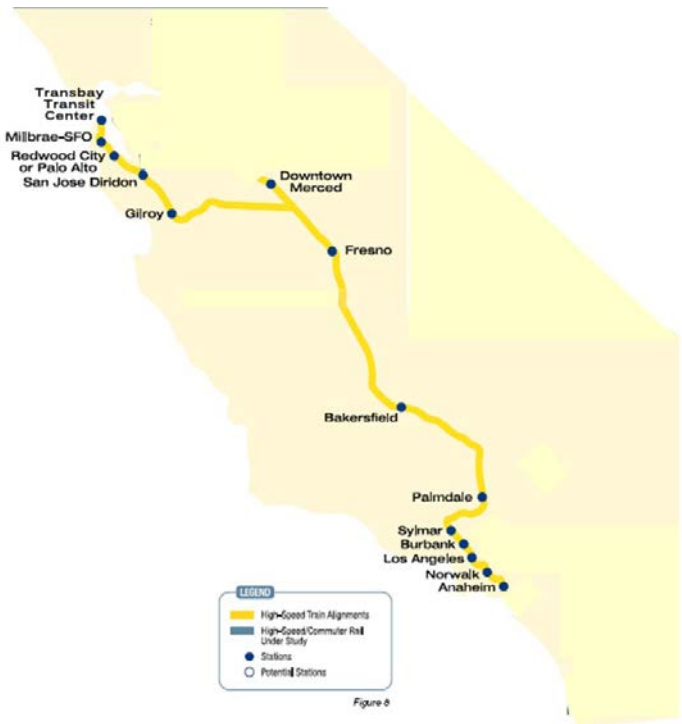 Transbay
Transit
Center
Millbrae-SFO
Redwood City
or Palo Alto
San Jose Diridon
Gilroy
Downtown
Merced
Fresno
Bakersfield
Palmdale
Sylmar
Burbank
Los Angeles
Norwalk
Anaheim
LEGEND
High-Speed Train Alignments
High-Speed/Commuter Rail
Under Study
Stations
Potential Stations
Figure 8